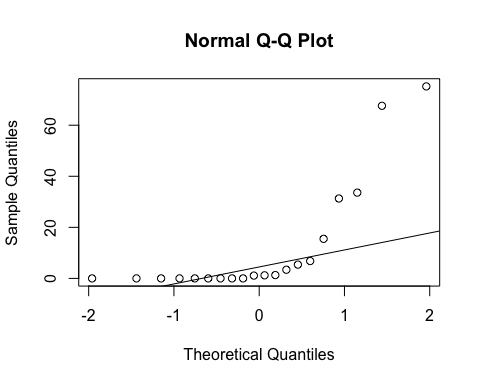 Normal Q-Q Plot
Sample Quantiles
60
40
20
0
-2 -1 0 1 2
Theoretical Quantiles